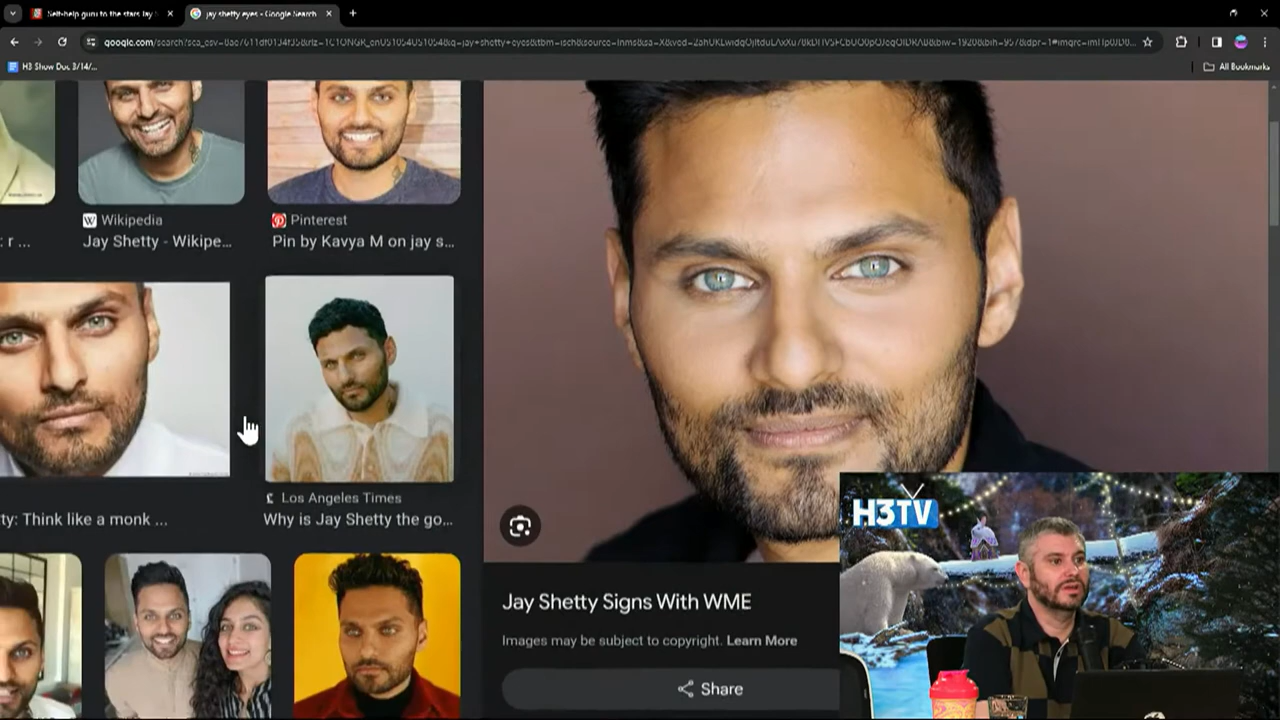 Self-help guru to the stars Jay
jay shetty eyes - Google Search
H3 Show Doc 3/14/...
All Bookmarks
Wikipedia
Jay Shetty - Wikipe...
Pinterest
Pin by Kavya M on jay s...
: r ...
Los Angeles Times
Why is Jay Shetty the go...
ty: Think like a monk ...
H3TV
Jay Shetty Signs With WME
Images may be subject to copyright. Learn More
Share